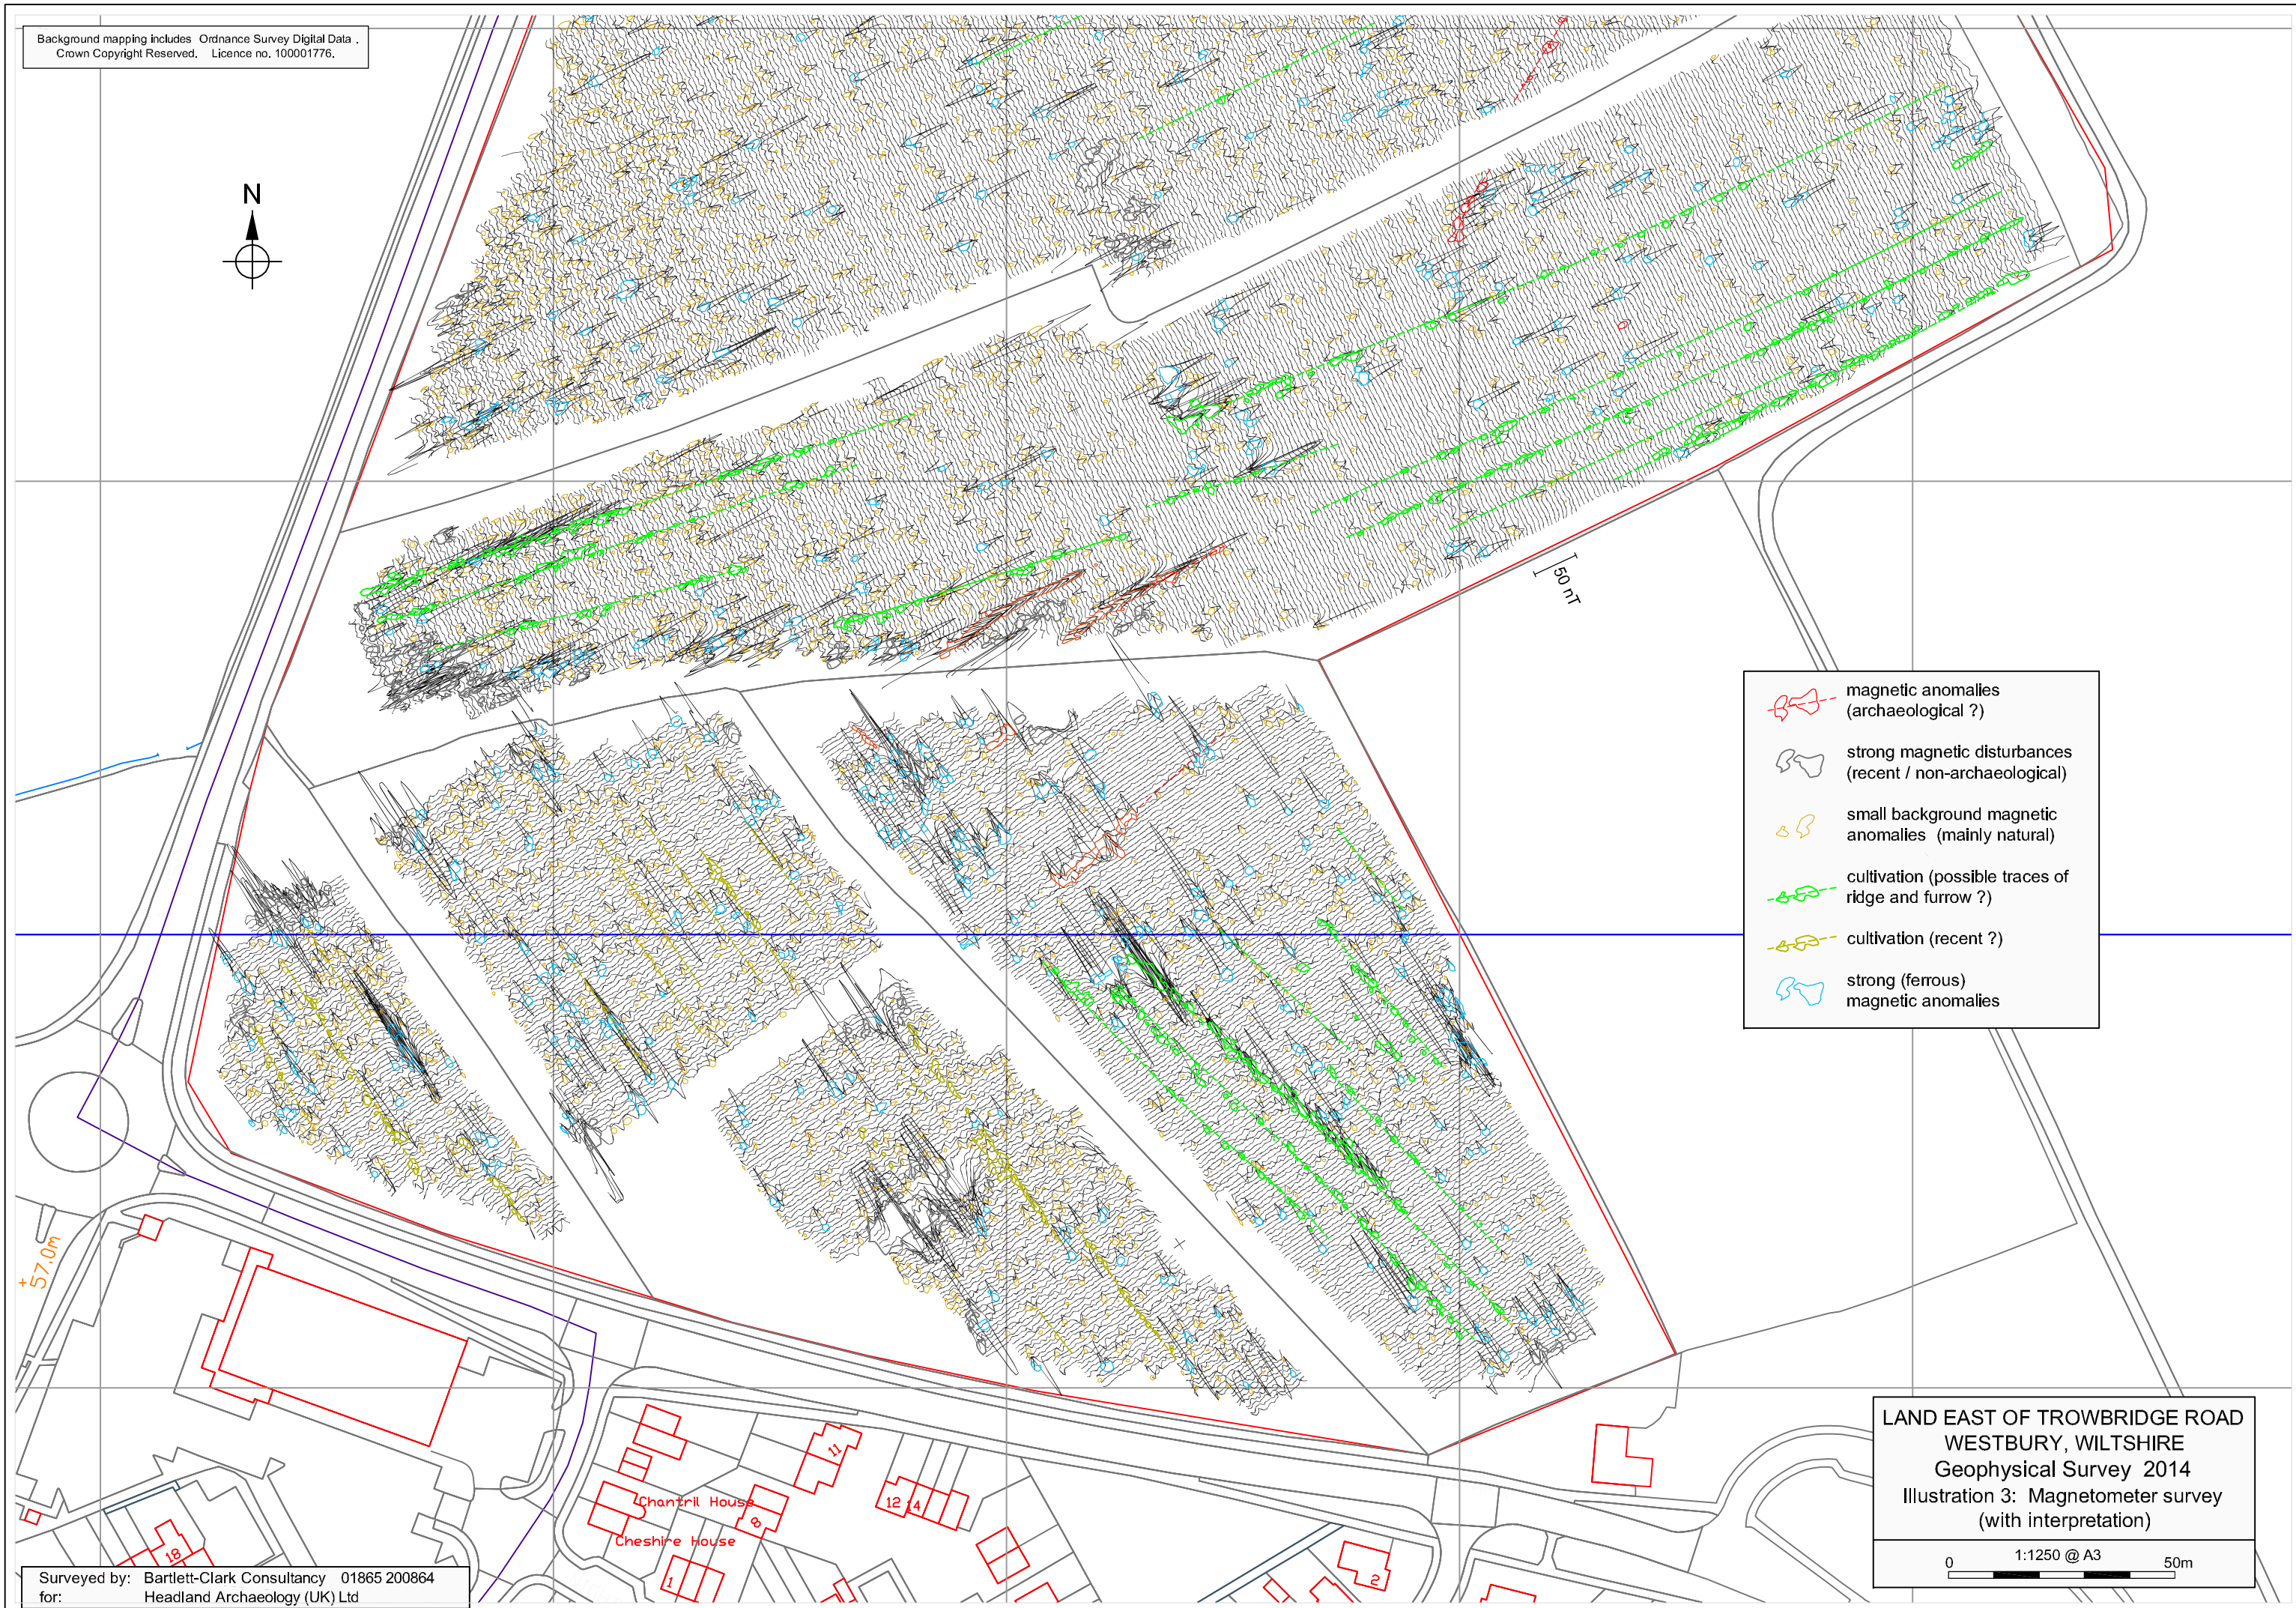 Background mapping includes Ordnance Survey Digital Data .
Crown Copyright Reserved. Licence no. 100001776.
N
50 nT
magnetic anomalies
(archaeological ?)
strong magnetic disturbances
(recent / non-archaeological)
small background magnetic
anomalies (mainly natural)
cultivation (possible traces of
ridge and furrow ?)
cultivation (recent ?)
strong (ferrous)
magnetic anomalies
+57.0m
11
Chantril House
8
12 14
Cheshire House
18
1
2
LAND EAST OF TROWBRIDGE ROAD
WESTBURY, WILTSHIRE
Geophysical Survey 2014
Illustration 3: Magnetometer survey
(with interpretation)
1:1250 @ A3
0 50m
Surveyed by: Bartlett-Clark Consultancy 01865 200864
for: Headland Archaeology (UK) Ltd